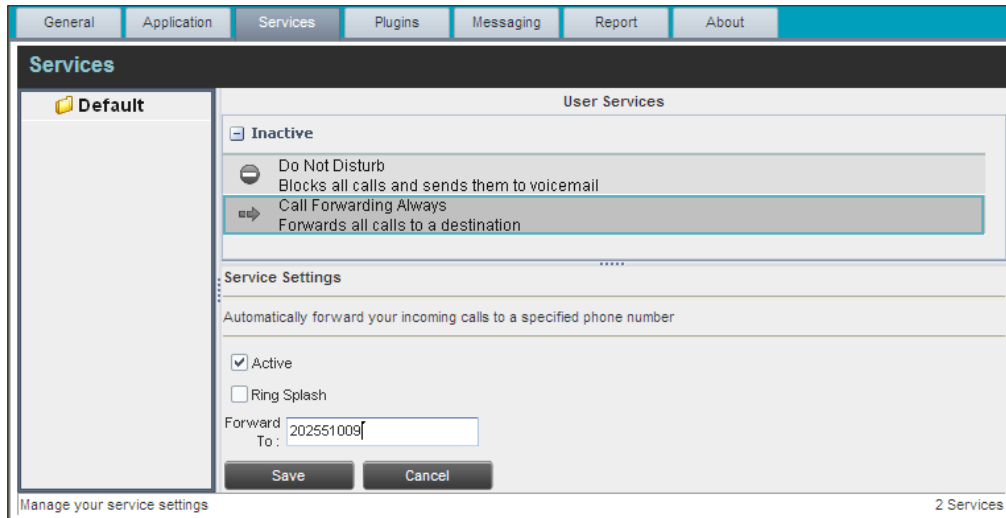 General Application Services Plugins Messaging Report About
Services
Default
User Services
Inactive
Do Not Disturb
Blocks all calls and sends them to voicemail
Call Forwarding Always
Forwards all calls to a destination
Service Settings
Automatically forward your incoming calls to a specified phone number
Active
Ring Splash
Forward
To :
202551009
Save Cancel
Manage your service settings 2 Services